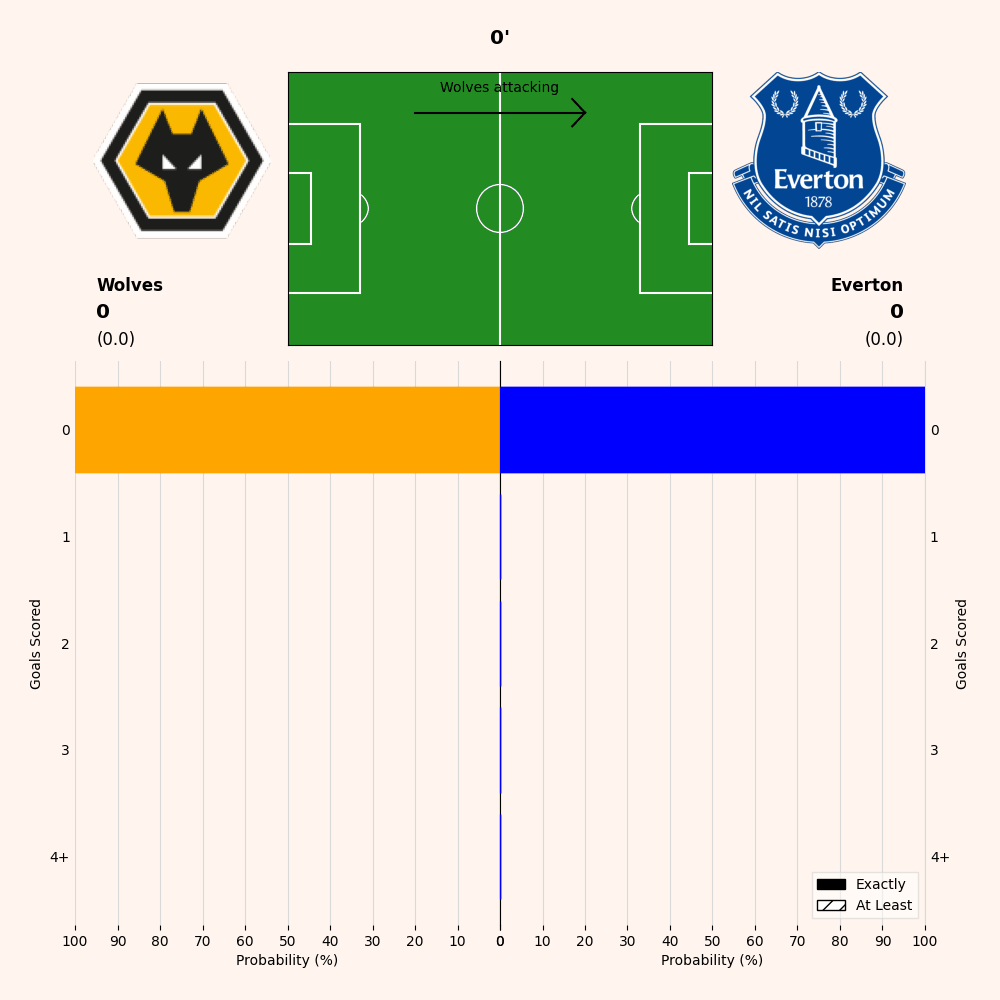 0'
Wolves attacking
Everton
1878
NIL SATIS NISI OPTIMUM
Wolves
0
(0.0)
Everton
0
(0.0)
0
1
2
3
4+
Goals Scored
0
1
2
3
4+
Goals Scored
Exactly
At Least
100 90 80 70 60 50 40 30 20 10 0
0 10 20 30 40 50 60 70 80 90 100
Probability (%)
Probability (%)